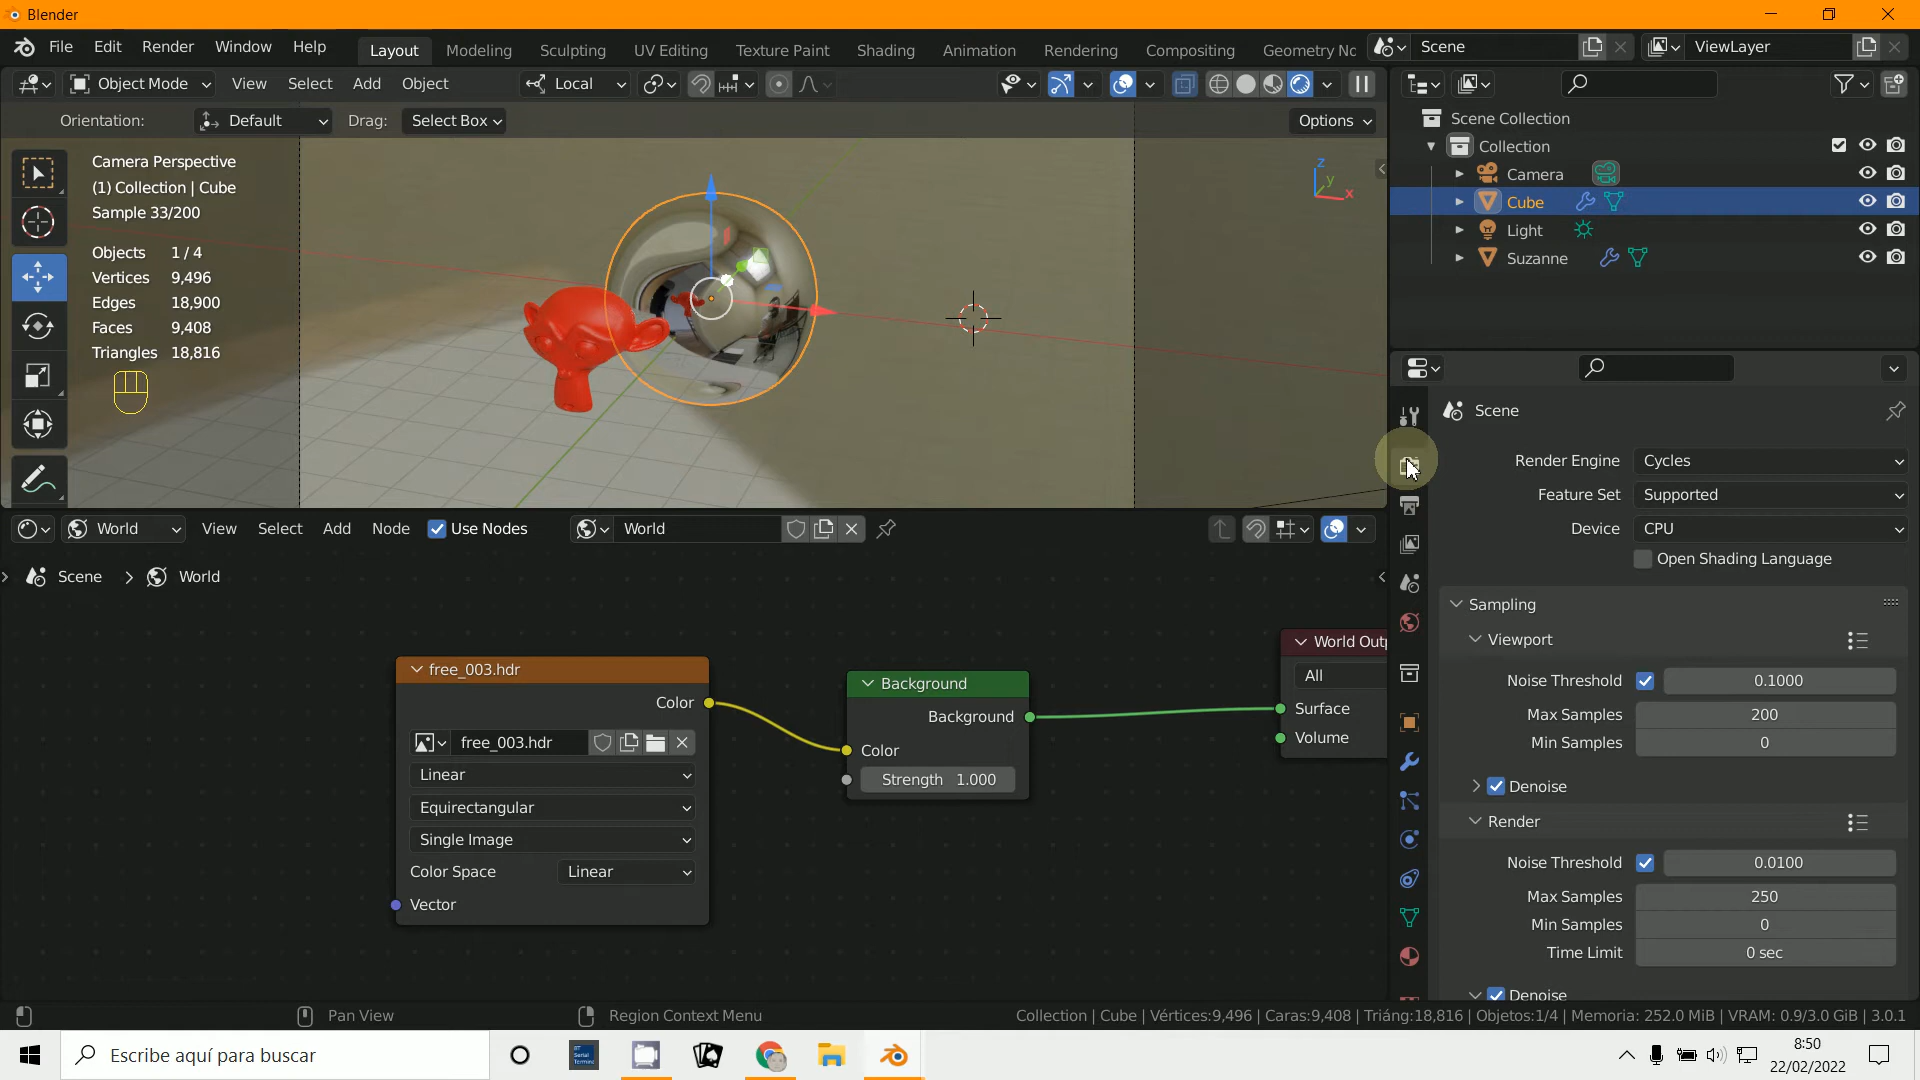 Blender
File Edit Render Window Help
Layout Modeling Sculpting UV Editing Texture Paint Shading Animation Rendering Compositing Geometry No
Scene
ViewLayer
Object Mode View Select Add Object
Local
Orientation: Default Drag: Select Box
Options
Camera Perspective
(1) Collection | Cube
Sample 33/200
Objects 1 / 4
Vertices 9,496
Edges 18,900
Faces 9,408
Triangles 18,816
Z
Y
X
Scene Collection
Collection
Camera
Cube
Light
Suzanne
Scene
Render Engine Cycles
Feature Set Supported
Device CPU
Open Shading Language
Sampling
Viewport
Noise Threshold 0.1000
Max Samples 200
Min Samples 0
Denoise
Render
Noise Threshold 0.0100
Max Samples 250
Min Samples 0
Time Limit 0 sec
Denoise
World View Select Add Node Use Nodes World
Scene > World
free_003.hdr
Color
free_003.hdr
Linear
Equirectangular
Single Image
Color Space Linear
Vector
Background
Background
Color
Strength 1.000
World Outp
All
Surface
Volume
Pan View
Region Context Menu
Collection | Cube | Vértices:9,496 | Caras:9,408 | Triáng:18,816 | Objetos:1/4 | Memoria: 252.0 MiB | VRAM: 0.9/3.0 GiB | 3.0.1
Escribe aquí para buscar
8:50
22/02/2022